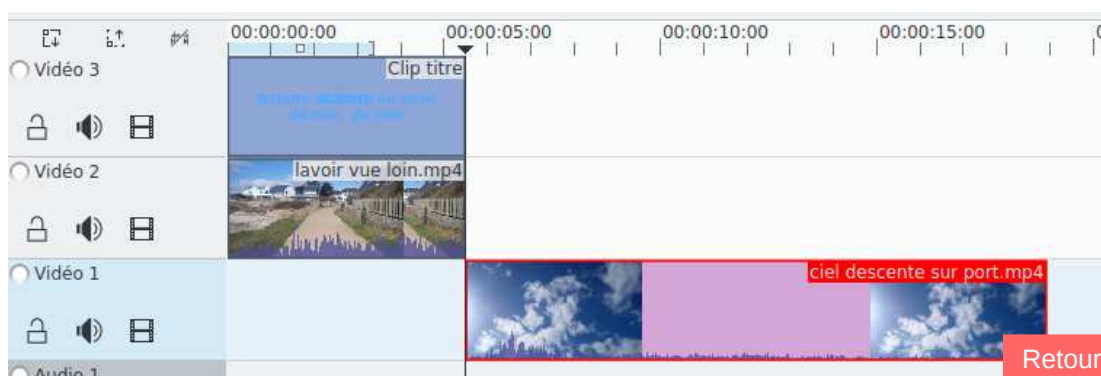 00:00:00:00 00:00:05:00 00:00:10:00 00:00:15:00
Vidéo 3
Clip titre
Vidéo 2
lavoir vue loin.mp4
Vidéo 1
ciel descente sur port.mp4
Retour
Audio 1